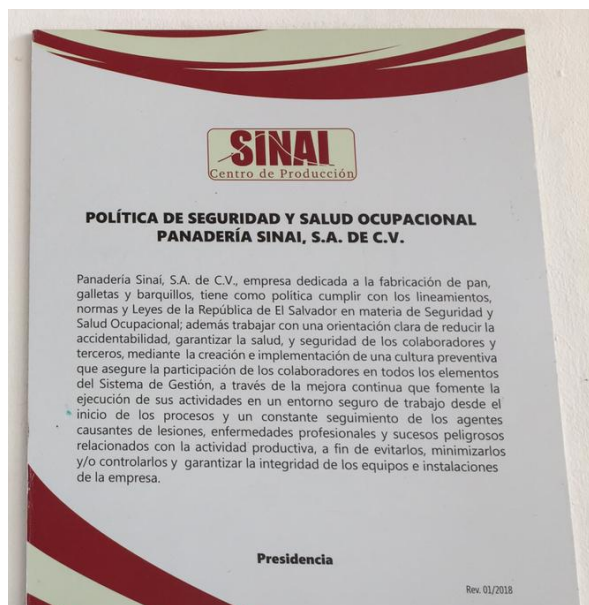 SINAI
Centro de Producción
POLÍTICA DE SEGURIDAD Y SALUD OCUPACIONAL
PANADERÍA SINAI, S.A. DE C.V.
Panadería Sinai, S.A. de C.V., empresa dedicada a la fabricación de pan,
galletas y barquillos, tiene como política cumplir con los lineamientos,
normas y Leyes de la República de El Salvador en materia de Seguridad y
Salud Ocupacional; además trabajar con una orientación clara de reducir la
accidentabilidad, garantizar la salud, y seguridad de los colaboradores y
terceros, mediante la creación e implementación de una cultura preventiva
que asegure la participación de los colaboradores en todos los elementos
del Sistema de Gestión, a través de la mejora continua que fomente la
ejecución de sus actividades en un entorno seguro de trabajo desde el
inicio de los procesos y un constante seguimiento de los agentes
causantes de lesiones, enfermedades profesionales y sucesos peligrosos
relacionados con la actividad productiva, a fin de evitarlos, minimizarlos
y/o controlarlos y garantizar la integridad de los equipos e instalaciones
de la empresa.
Presidencia
Rev. 01/2018